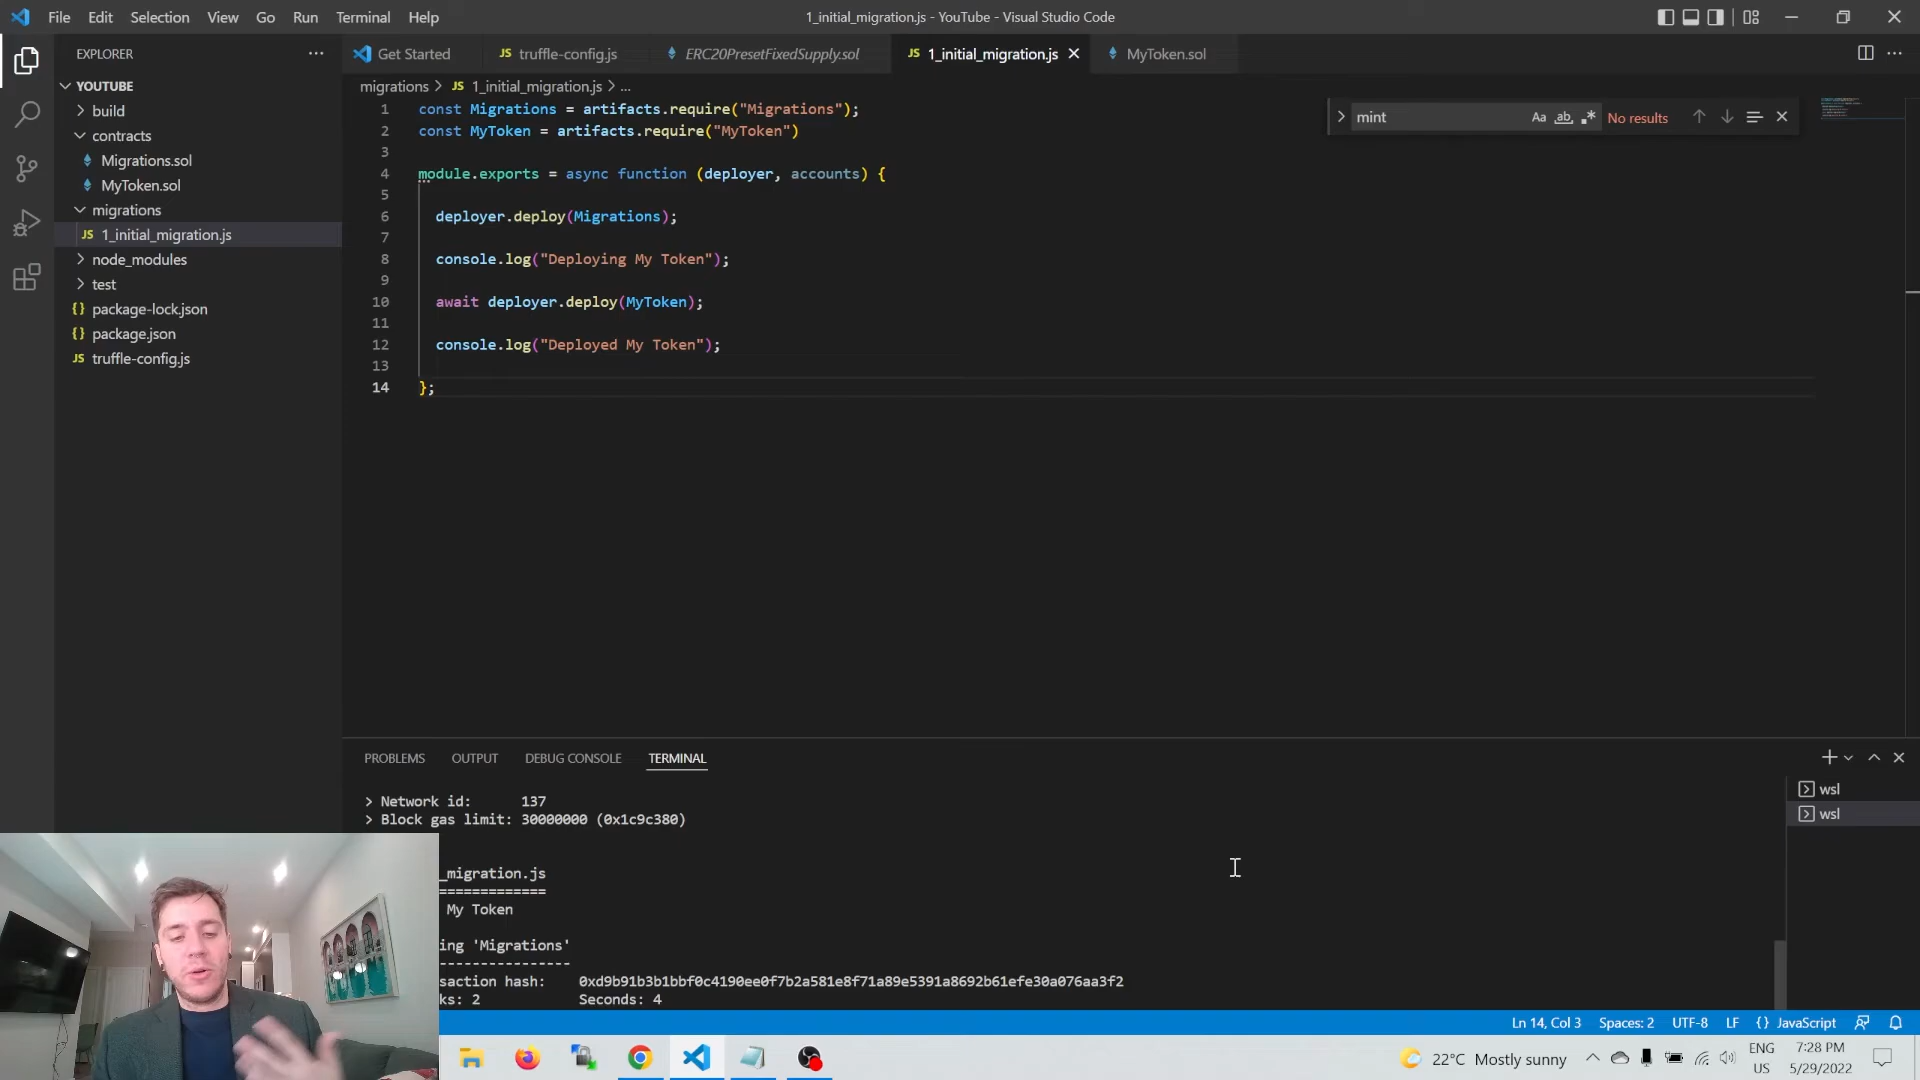 File Edit Selection View Go Run Terminal Help
1_initial_migration.js - YouTube - Visual Studio Code
EXPLORER
YOUTUBE
build
contracts
Migrations.sol
MyToken.sol
migrations
JS 1_initial_migration.js
node_modules
test
{} package-lock.json
{} package.json
JS truffle-config.js
Get Started
JS truffle-config.js
ERC20PresetFixedSupply.sol
JS 1_initial_migration.js
MyToken.sol
migrations > JS 1_initial_migration.js > ...
mint
Aa ab No results
1 const Migrations = artifacts.require("Migrations");
2 const MyToken = artifacts.require("MyToken")
3
4 module.exports = async function (deployer, accounts) {
5
6 deployer.deploy(Migrations);
7
8 console.log("Deploying My Token");
9
10 await deployer.deploy(MyToken);
11
12 console.log("Deployed My Token");
13
14 };
PROBLEMS OUTPUT DEBUG CONSOLE TERMINAL
> Network id: 137
> Block gas limit: 30000000 (0x1c9c380)
_migration.js
=============
My Token
ing 'Migrations'
----------------
saction hash: 0xd9b91b3b1bbf0c4190ee0f7b2a581e8f71a89e5391a8692b61efe30a076aa3f2
ks: 2 Seconds: 4
wsl
wsl
Ln 14, Col 3 Spaces: 2 UTF-8 LF {} JavaScript
22°C Mostly sunny
ENG
US
7:28 PM
5/29/2022